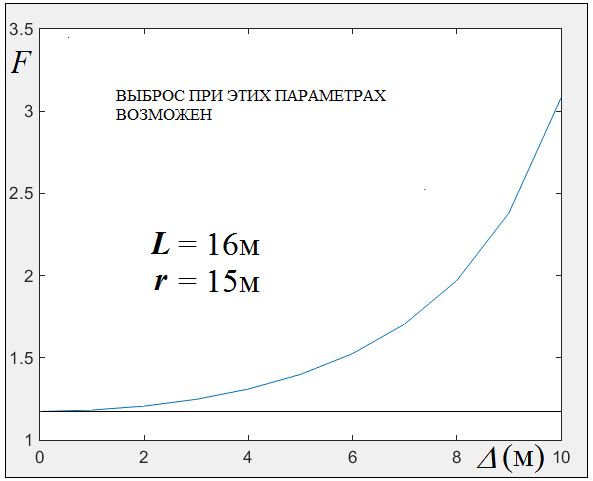 3.5
F
3
ВЫБРОС ПРИ ЭТИХ ПАРАМЕТРАХ
ВОЗМОЖЕН
2.5
L = 16м
r = 15м
2
1.5
1
0 2 4 6 8 Δ(м) 10